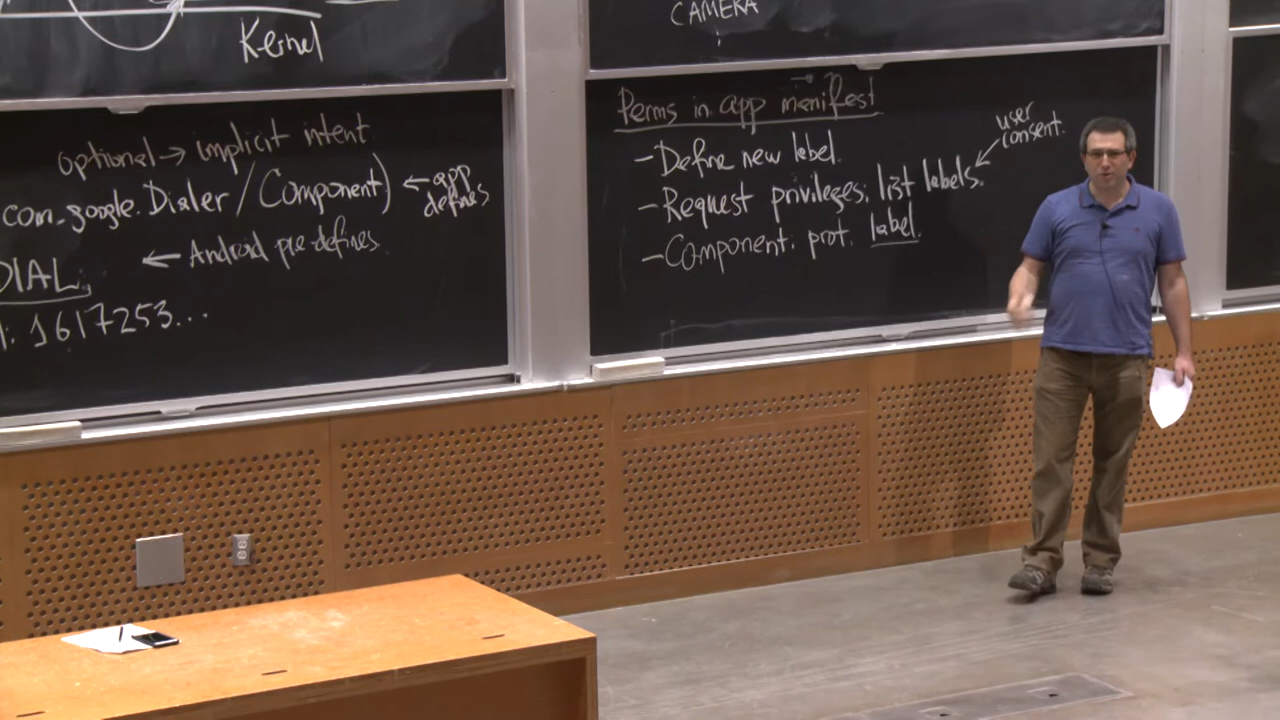 Kernel
optional → implicit intent
com.google.Dialer/Component) ← app defines
DIAL. ← Android pre-defines.
: 1617253...
CAMERA
Perms in app manifest
- Define new label.
- Request privileges: list labels. ← user consent.
- Component: prot. label.